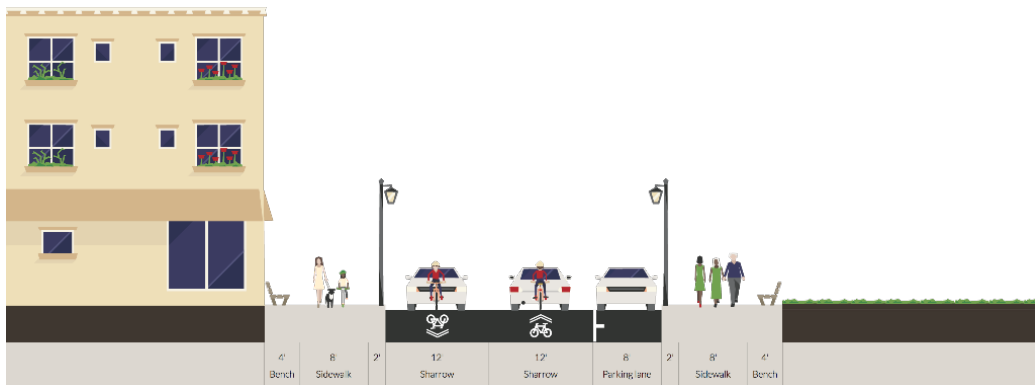 4' 8' 2' 12' 12' 8' 2' 8' 4'
Bench Sidewalk Sharrow Sharrow Parking lane Sidewalk Bench